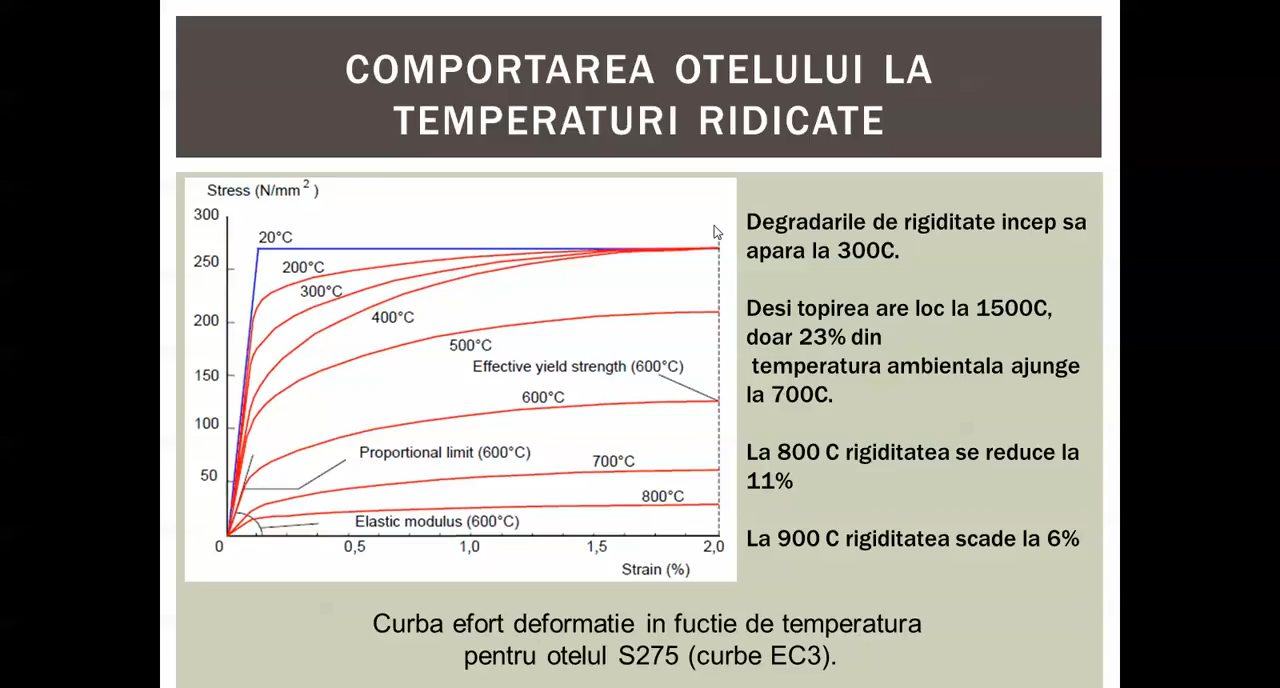 COMPORTAREA OTELULUI LA
TEMPERATURI RIDICATE
Stress (N/mm²)
300
250
200
150
100
50
0
0,5
1,0
1,5
2,0
Strain (%)
20°C
200°C
300°C
400°C
500°C
Effective yield strength (600°C)
600°C
Proportional limit (600°C)
700°C
800°C
Elastic modulus (600°C)
Degradarile de rigiditate incep sa
apara la 300C.
Desi topirea are loc la 1500C,
doar 23% din
temperatura ambientala ajunge
la 700C.
La 800 C rigiditatea se reduce la
11%
La 900 C rigiditatea scade la 6%
Curba efort deformatie in fuctie de temperatura
pentru otelul S275 (curbe EC3).